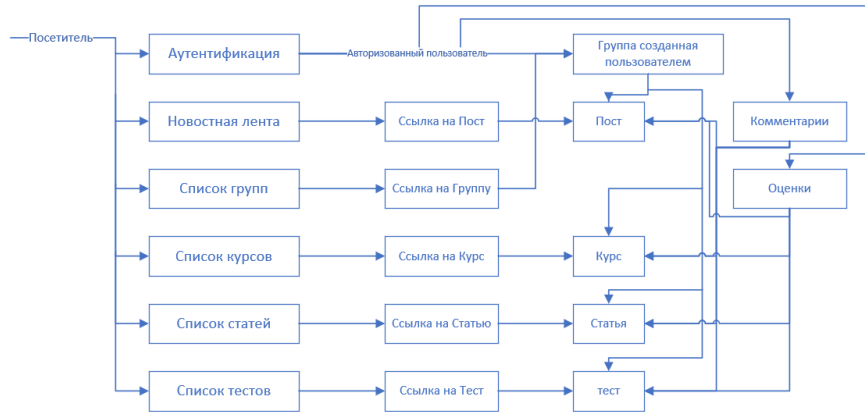 Посетитель
Аутентификация
Авторизованный пользователь
Группа созданная
пользователем
Новостная лента
Ссылка на Пост
Пост
Комментарии
Список групп
Ссылка на Группу
Оценки
Список курсов
Ссылка на Курс
Курс
Список статей
Ссылка на Статью
Статья
Список тестов
Ссылка на Тест
тест